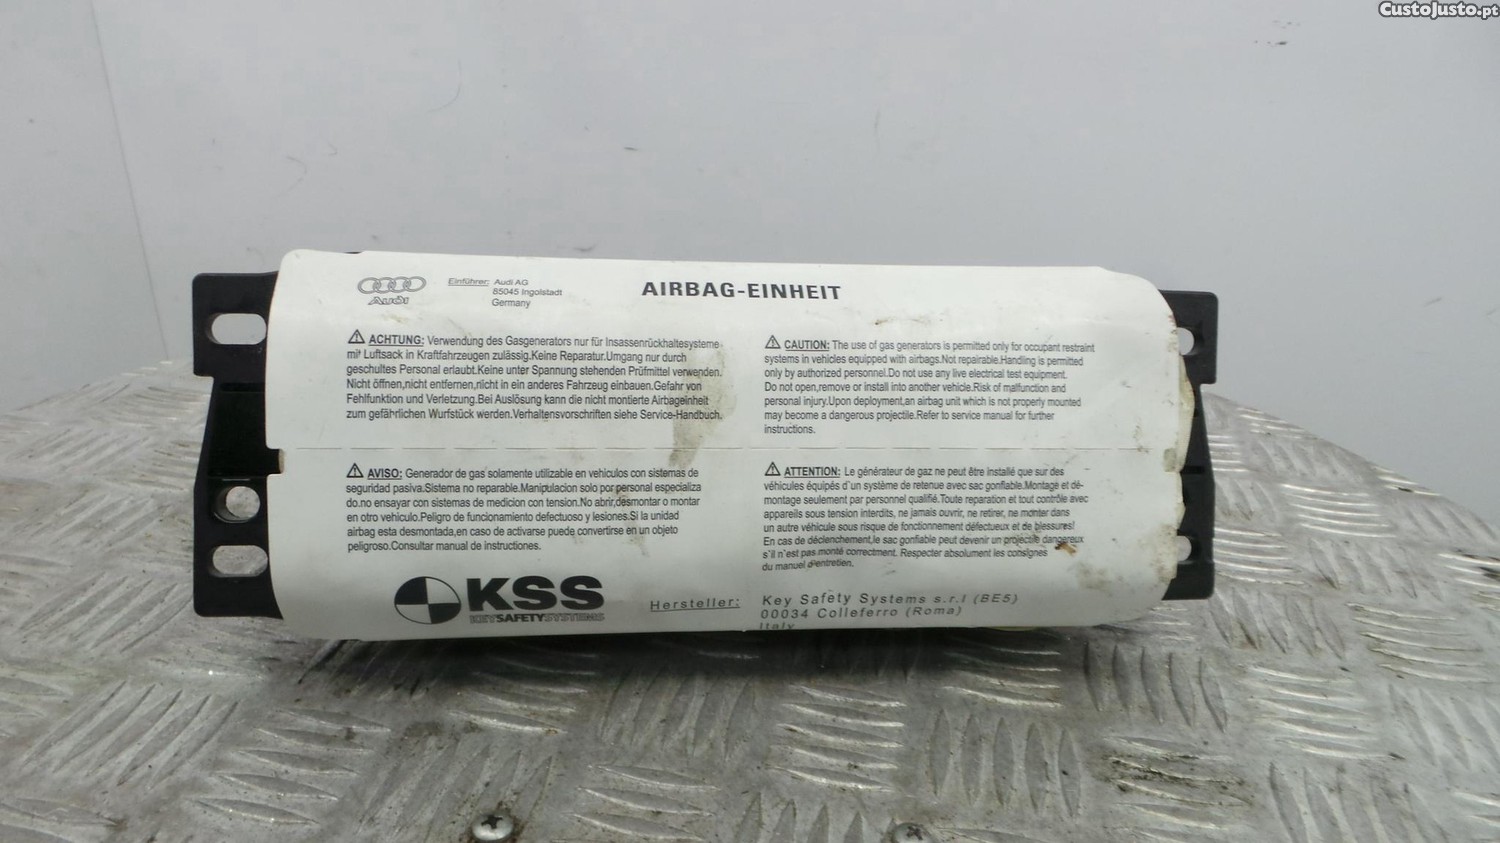 CustoJusto.pt
Audi
Einführer: Audi AG
85045 Ingolstadt
Germany
AIRBAG-EINHEIT
⚠ ACHTUNG: Verwendung des Gasgenerators nur für Insassenrückhaltesysteme
mit Luftsack in Kraftfahrzeugen zulässig.Keine Reparatur.Umgang nur durch
geschultes Personal erlaubt.Keine unter Spannung stehenden Prüfmittel verwenden.
Nicht öffnen,nicht entfernen,nicht in ein anderes Fahrzeug einbauen.Gefahr von
Fehlfunktion und Verletzung.Bei Auslösung kann die nicht montierte Airbageinheit
zum gefährlichen Wurfstück werden.Verhaltensvorschriften siehe Service-Handbuch.
⚠ CAUTION: The use of gas generators is permitted only for occupant restraint
systems in vehicles equipped with airbags.Not repairable.Handling is permitted
only by authorized personnel.Do not use any live electrical test equipment.
Do not open,remove or install into another vehicle.Risk of malfunction and
personal injury.Upon deployment,an airbag unit which is not properly mounted
may become a dangerous projectile.Refer to service manual for further
instructions.
⚠ AVISO: Generador de gas solamente utilizable en vehiculos con sistemas de
seguridad pasiva.Sistema no reparable.Manipulacion solo por personal especializa
do.no ensayar con sistemas de medicion con tension.No abrir,desmontar o montar
en otro vehiculo.Peligro de funcionamiento defectuoso y lesiones.Si la unidad
airbag esta desmontada,en caso de activarse puede convertirse en un objeto
peligroso.Consultar manual de instructiones.
⚠ ATTENTION: Le générateur de gaz ne peut être installé que sur des
véhicules équipés d'un système de retenue avec sac gonflable.Montage et dé-
montage seulement par personnel qualifié.Toute reparation et tout contrôle avec
appareils sous tension interdits, ne jamais ouvrir, ne retirer, ne monter dans
un autre véhicule sous risque de fonctionnement défectueux et de blessures!
En cas de déclenchement,le sac gonflable peut devenir un projectile dangereux
s'il n'est pas monté correctment. Respecter absolument les consignes
du manuel d'entretien.
KSS
KEYSAFETYSYSTEMS
Hersteller: Key Safety Systems s.r.l (BE5)
00034 Colleferro (Roma)
Italy